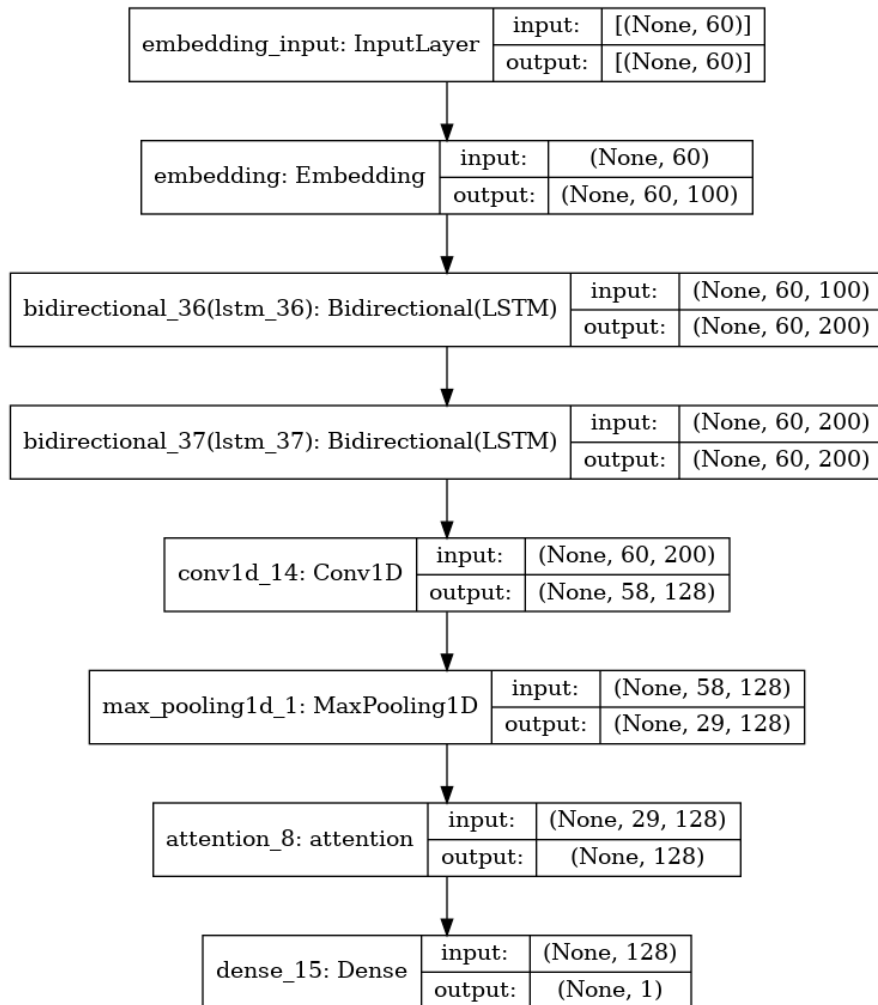 embedding_input: InputLayer
input: [(None, 60)]
output: [(None, 60)]
embedding: Embedding
input: (None, 60)
output: (None, 60, 100)
bidirectional_36(lstm_36): Bidirectional(LSTM)
input: (None, 60, 100)
output: (None, 60, 200)
bidirectional_37(lstm_37): Bidirectional(LSTM)
input: (None, 60, 200)
output: (None, 60, 200)
conv1d_14: Conv1D
input: (None, 60, 200)
output: (None, 58, 128)
max_pooling1d_1: MaxPooling1D
input: (None, 58, 128)
output: (None, 29, 128)
attention_8: attention
input: (None, 29, 128)
output: (None, 128)
dense_15: Dense
input: (None, 128)
output: (None, 1)